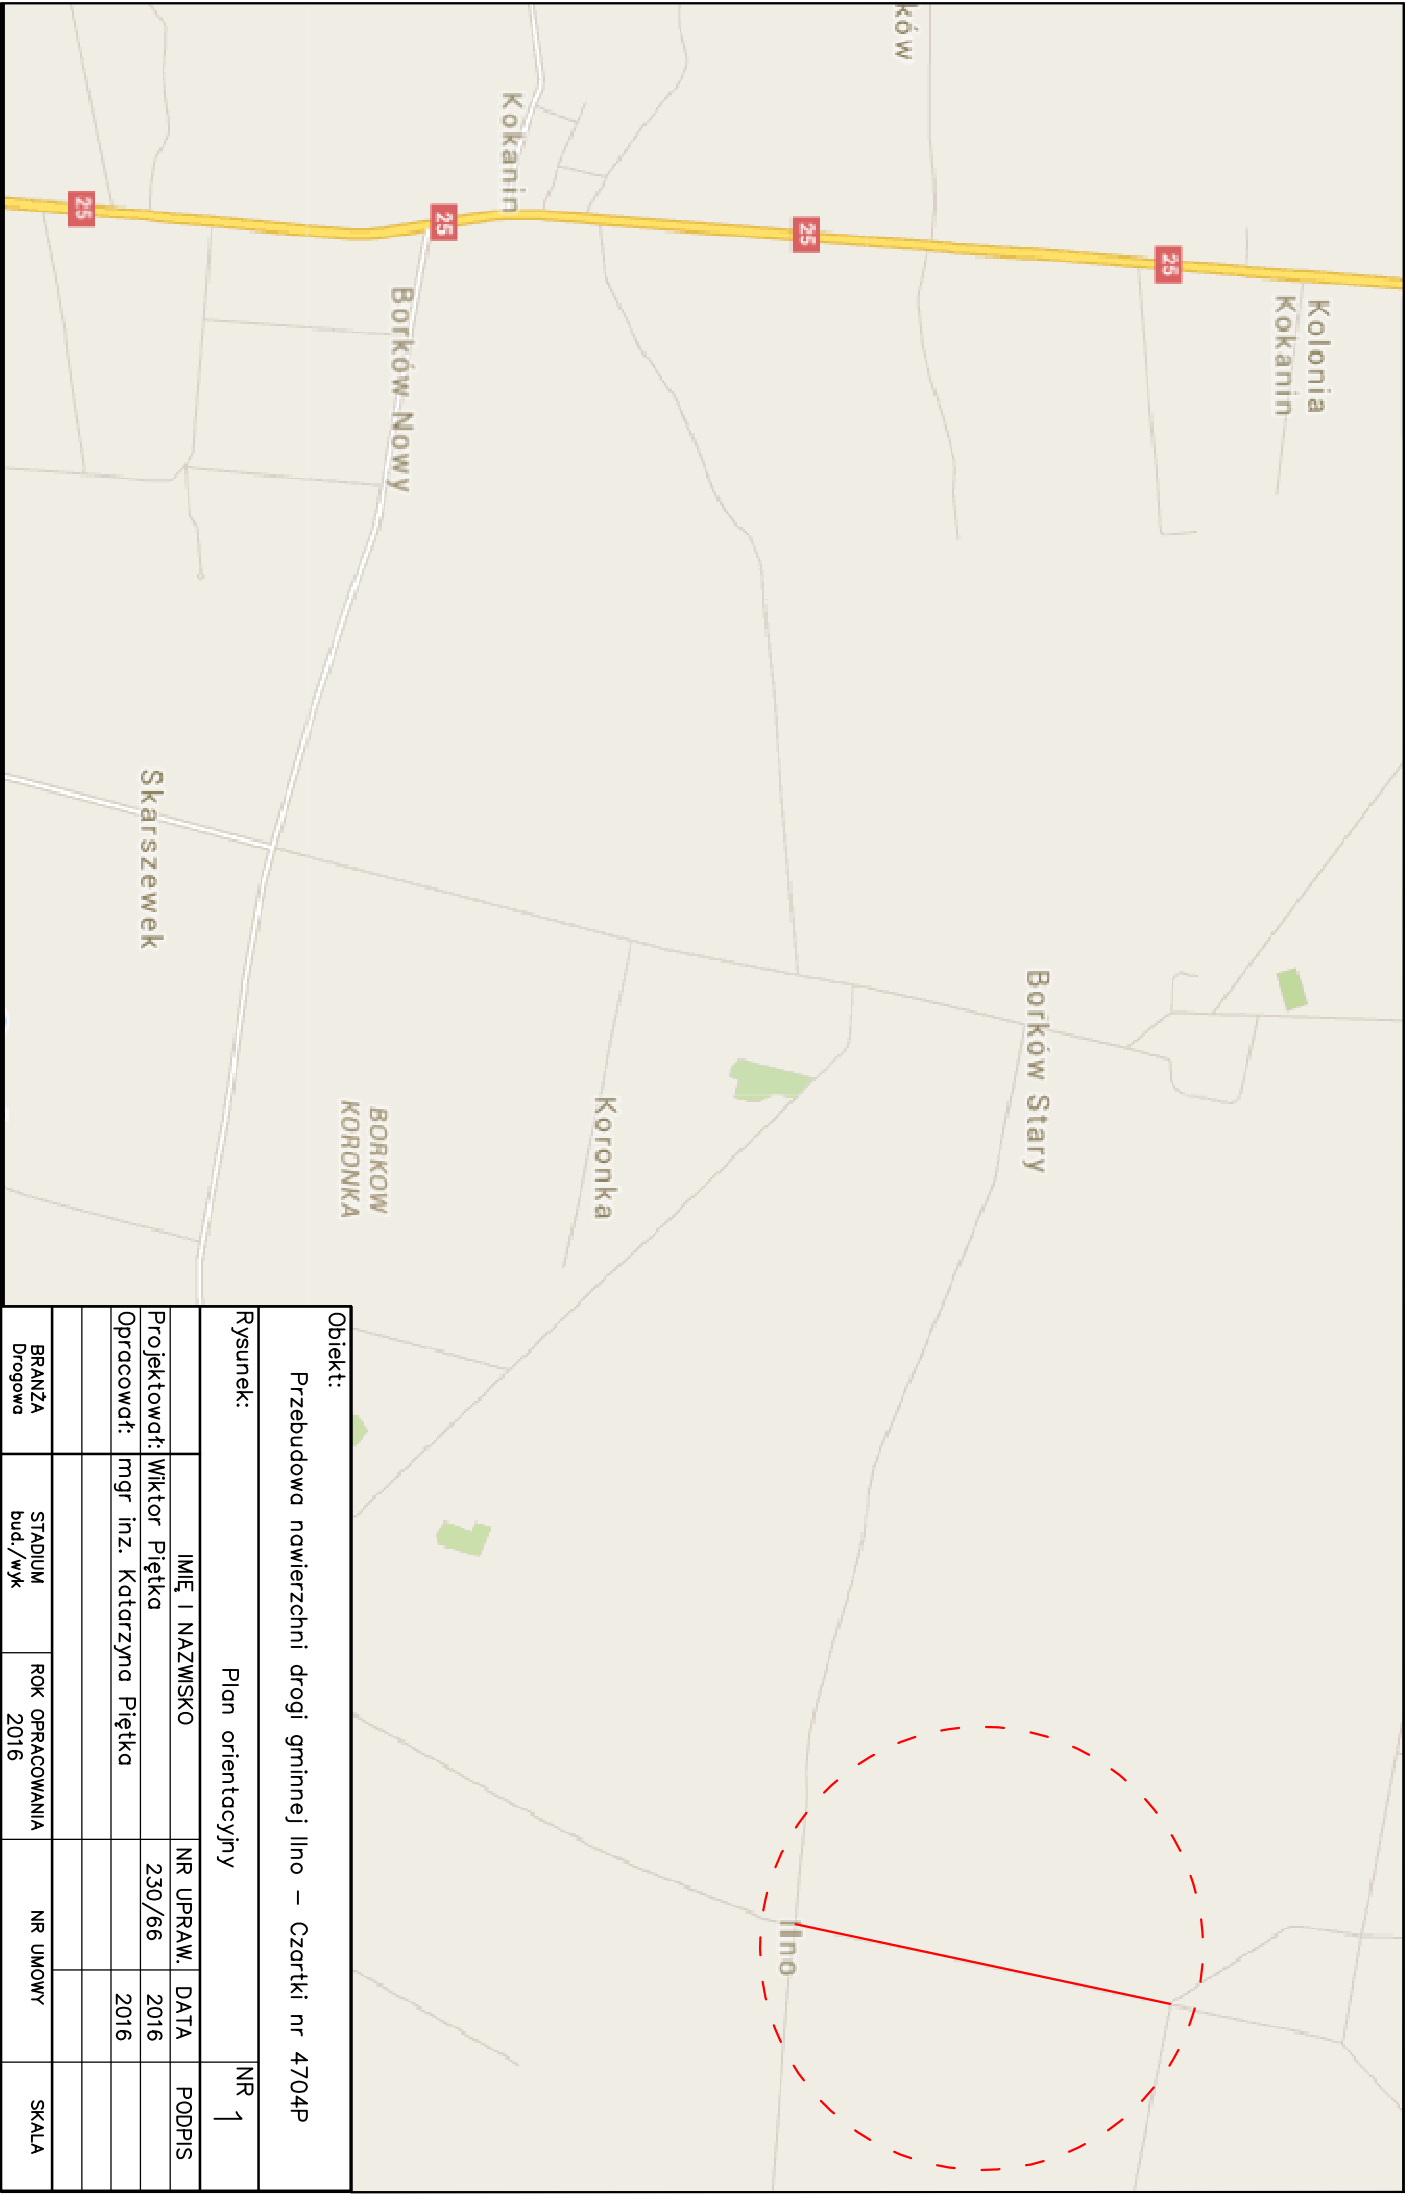 ków
Kokanin
25
25
25
25
Kolonia
Kokanin
Borków Nowy
Skarszewek
Borków Stary
Koronka
BORKOW
KORONKA
Ilno
Obiekt:
Przebudowa nawierzchni drogi gminnej Ilno – Czartki nr 4704P
Rysunek:
Plan orientacyjny
NR
1
IMIĘ I NAZWISKO NR UPRAW. DATA PODPIS
Projektował: Wiktor Piętka 230/66 2016
Opracował: mgr inz. Katarzyna Piętka 2016
BRANŻA STADIUM ROK OPRACOWANIA NR UMOWY SKALA
Drogowa bud./wyk 2016